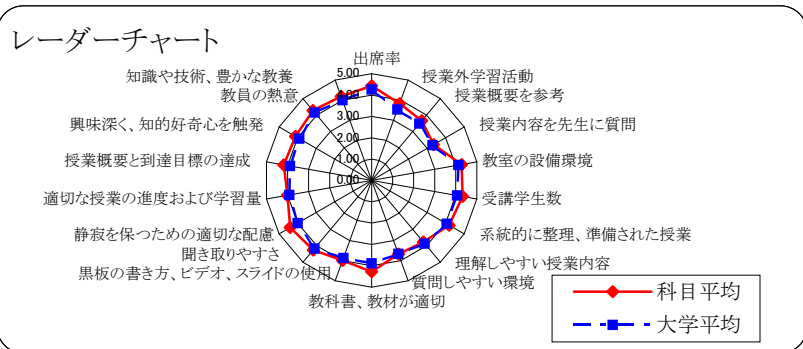 レーダーチャート
出席率
授業外学習活動
授業概要を参考
授業内容を先生に質問
教室の設備環境
受講学生数
系統的に整理、準備された授業
理解しやすい授業内容
質問しやすい環境
教科書、教材が適切
黒板の書き方、ビデオ、スライドの使用
聞き取りやすさ
静寂を保つための適切な配慮
適切な授業の進度および学習量
授業概要と到達目標の達成
興味深く、知的好奇心を触発
教員の熱意
知識や技術、豊かな教養
5.00
4.00
3.00
2.00
1.00
0.00
科目平均
大学平均